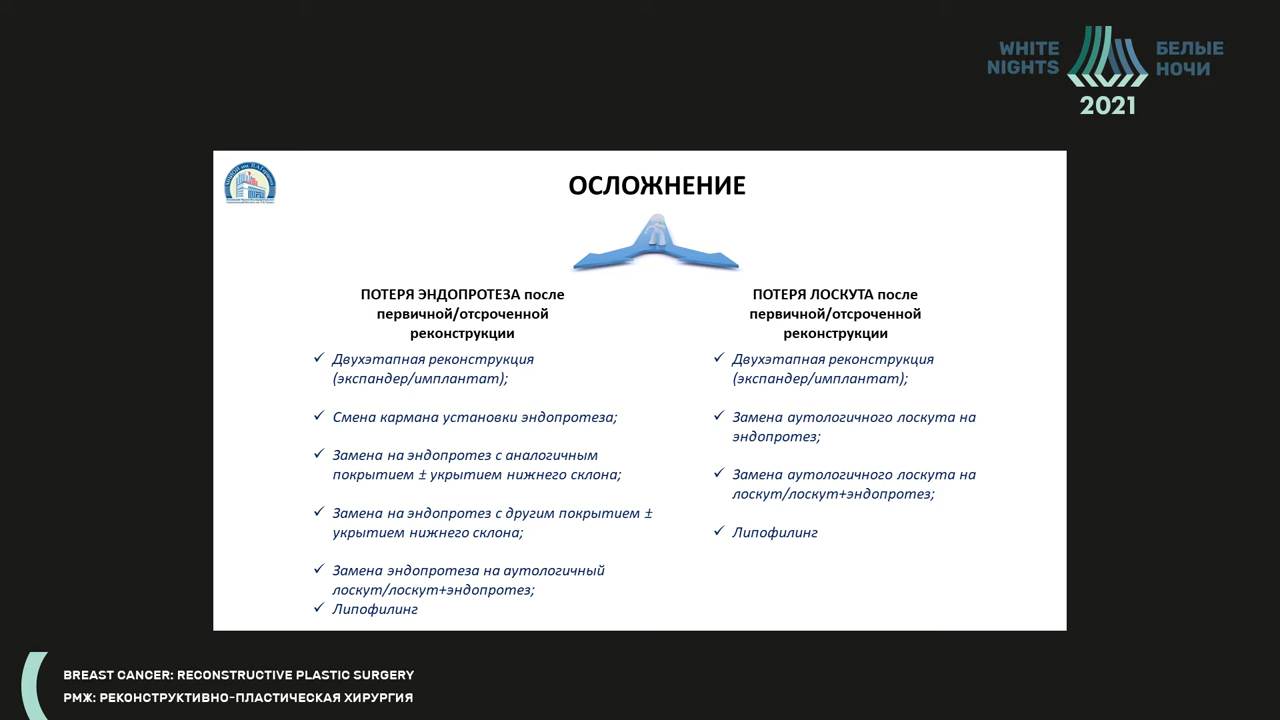 WHITE
NIGHTS
БЕЛЫЕ
НОЧИ
2021
ОСЛОЖНЕНИЕ
ПОТЕРЯ ЭНДОПРОТЕЗА после
первичной/отсроченной
реконструкции
Двухэтапная реконструкция
(экспандер/имплантат);
Смена кармана установки эндопротеза;
Замена на эндопротез с аналогичным
покрытием ± укрытием нижнего склона;
Замена на эндопротез с другим покрытием ±
укрытием нижнего склона;
Замена эндопротеза на аутологичный
лоскут/лоскут+эндопротез;
Липофилинг
ПОТЕРЯ ЛОСКУТА после
первичной/отсроченной
реконструкции
Двухэтапная реконструкция
(экспандер/имплантат);
Замена аутологичного лоскута на
эндопротез;
Замена аутологичного лоскута на
лоскут/лоскут+эндопротез;
Липофилинг
BREAST CANCER: RECONSTRUCTIVE PLASTIC SURGERY
РМЖ: РЕКОНСТРУКТИВНО-ПЛАСТИЧЕСКАЯ ХИРУРГИЯ